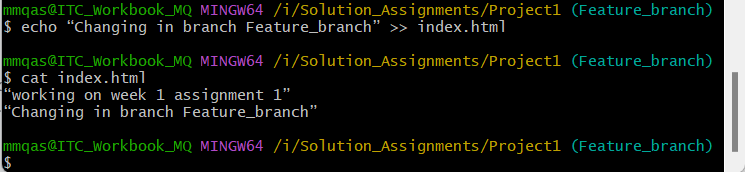 mmqas@ITC_Workbook_MQ MINGW64 /i/Solution_Assignments/Project1 (Feature_branch)
$ echo “Changing in branch Feature_branch” >> index.html
mmqas@ITC_Workbook_MQ MINGW64 /i/Solution_Assignments/Project1 (Feature_branch)
$ cat index.html
“working on week 1 assignment 1”
“Changing in branch Feature_branch”
mmqas@ITC_Workbook_MQ MINGW64 /i/Solution_Assignments/Project1 (Feature_branch)
$